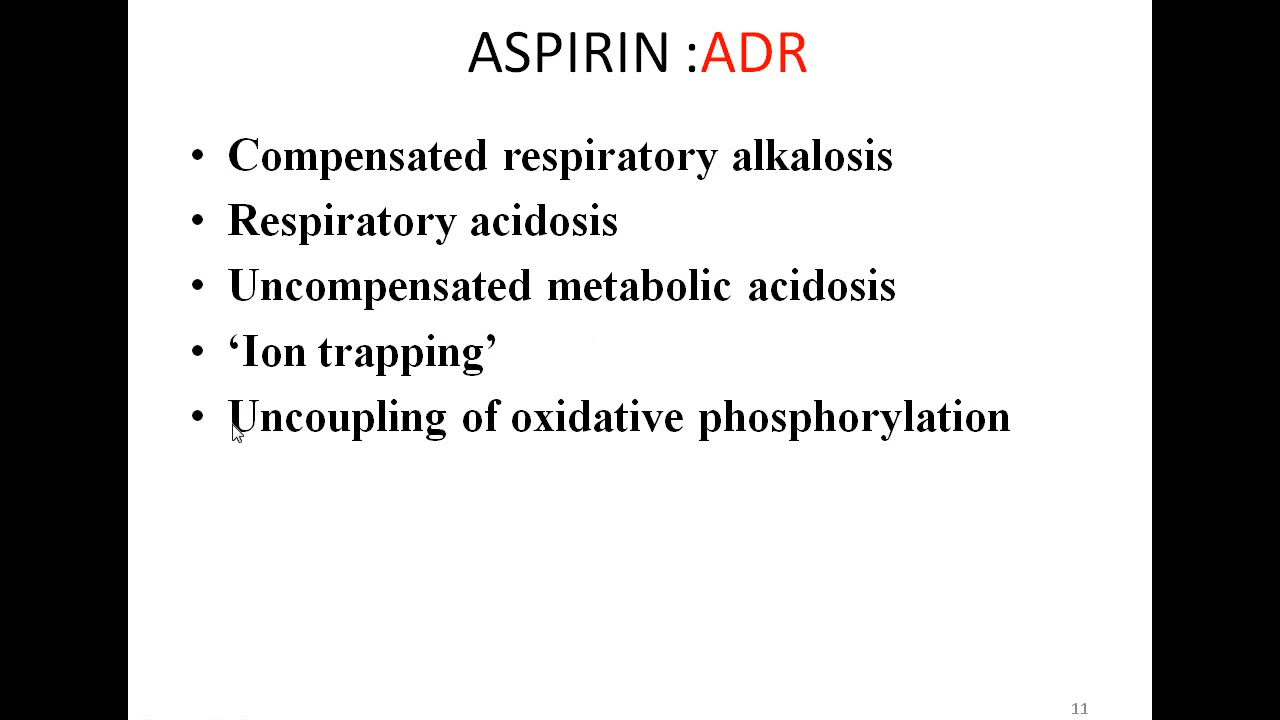 ASPIRIN :ADR
• Compensated respiratory alkalosis
• Respiratory acidosis
• Uncompensated metabolic acidosis
• ‘Ion trapping’
• Uncoupling of oxidative phosphorylation
11